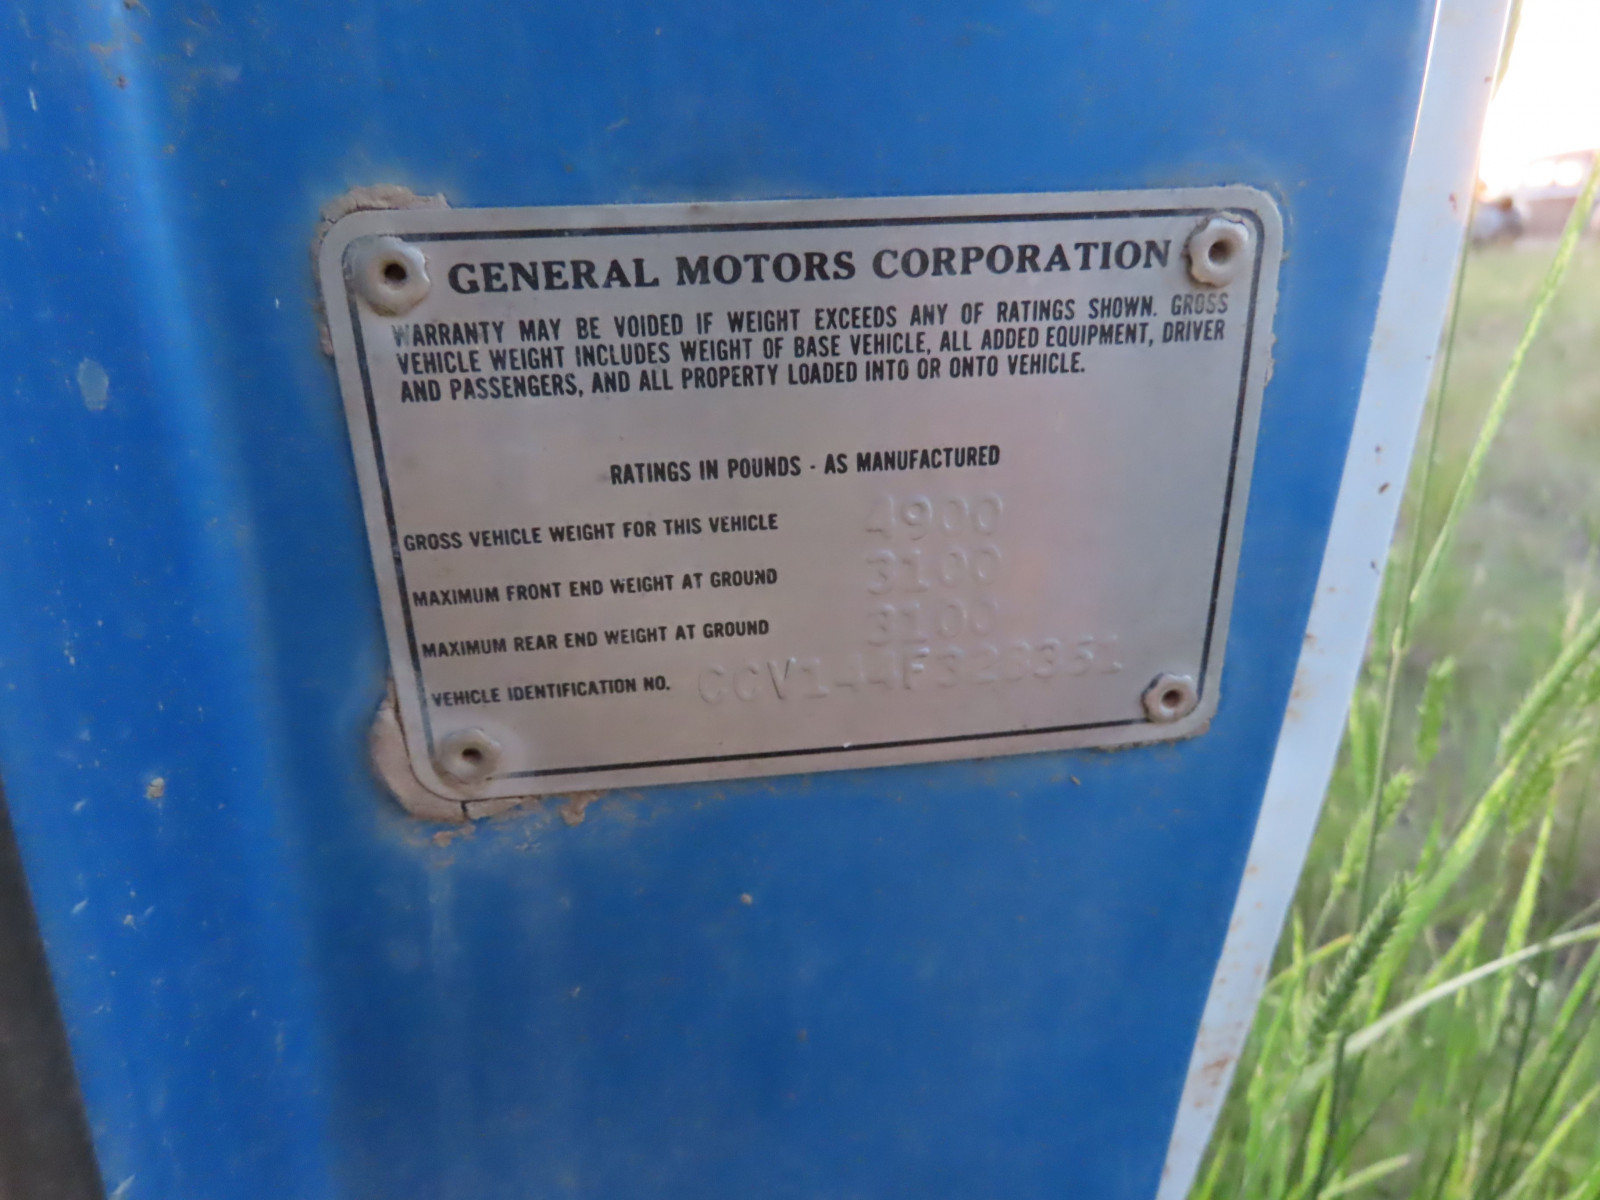 GENERAL MOTORS CORPORATION
WARRANTY MAY BE VOIDED IF WEIGHT EXCEEDS ANY OF RATINGS SHOWN. GROSS
VEHICLE WEIGHT INCLUDES WEIGHT OF BASE VEHICLE, ALL ADDED EQUIPMENT, DRIVER
AND PASSENGERS, AND ALL PROPERTY LOADED INTO OR ONTO VEHICLE.
RATINGS IN POUNDS - AS MANUFACTURED
GROSS VEHICLE WEIGHT FOR THIS VEHICLE 4900
MAXIMUM FRONT END WEIGHT AT GROUND 3100
MAXIMUM REAR END WEIGHT AT GROUND 3100
VEHICLE IDENTIFICATION NO.